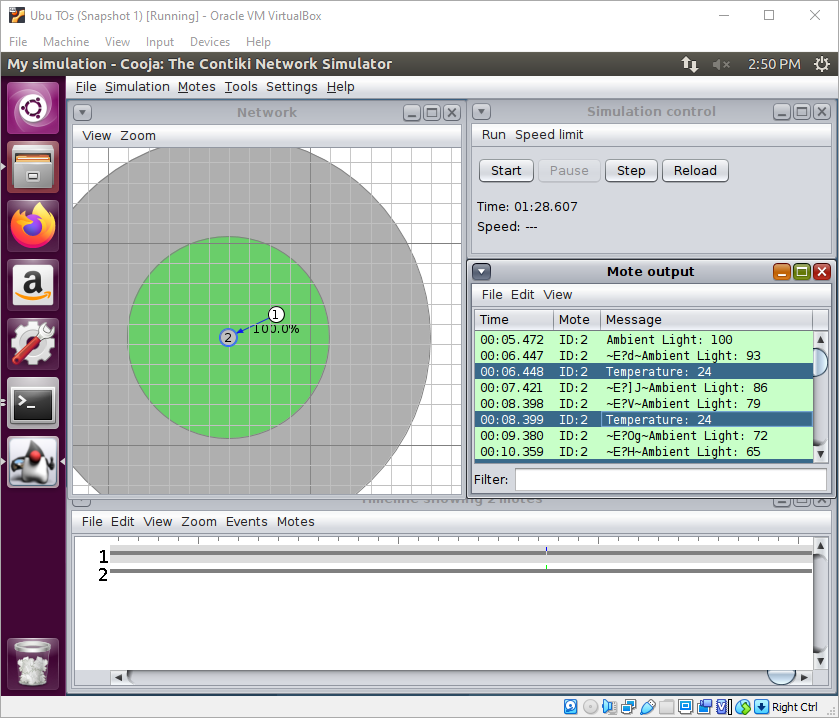 Ubu TOs (Snapshot 1) [Running] - Oracle VM VirtualBox
File Machine View Input Devices Help
My simulation - Cooja: The Contiki Network Simulator
2:50 PM
File Simulation Motes Tools Settings Help
Network
View Zoom
1
2
100.0%
Simulation control
Run Speed limit
Start Pause Step Reload
Time: 01:28.607
Speed: ---
Mote output
File Edit View
Time Mote Message
00:05.472 ID:2 Ambient Light: 100
00:06.447 ID:2 ~E?d~Ambient Light: 93
00:06.448 ID:2 Temperature: 24
00:07.421 ID:2 ~E?]J~Ambient Light: 86
00:08.398 ID:2 ~E?V~Ambient Light: 79
00:08.399 ID:2 Temperature: 24
00:09.380 ID:2 ~E?Og~Ambient Light: 72
00:10.359 ID:2 ~E?H~Ambient Light: 65
Filter:
Timeline showing 2 motes
File Edit View Zoom Events Motes
1
2
a
Right Ctrl